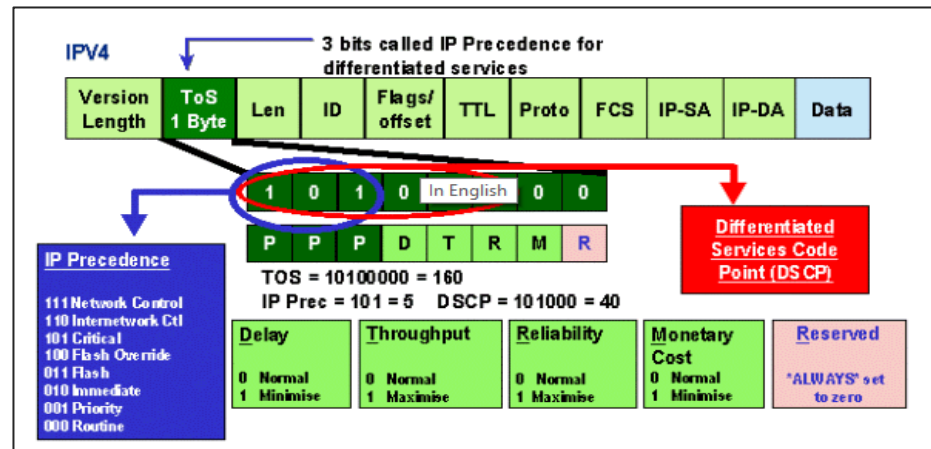 IPV4
3 bits called IP Precedence for
differentiated services
Version
Length
ToS
1 Byte
Len
ID
Flags/
offset
TTL
Proto
FCS
IP-SA
IP-DA
Data
1 0 1 0 In English 0 0
P P P D T R M R
TOS = 10100000 = 160
IP Prec = 101 = 5 DSCP = 101000 = 40
Differentiated
Services Code
Point (DSCP)
IP Precedence
111 Network Control
110 Internetwork Ctl
101 Critical
100 Flash Override
011 Flash
010 Immediate
001 Priority
000 Routine
Delay
0 Normal
1 Minimise
Throughput
0 Normal
1 Maximise
Reliability
0 Normal
1 Maximise
Monetary
Cost
0 Normal
1 Minimise
Reserved
*ALWAYS* set
to zero